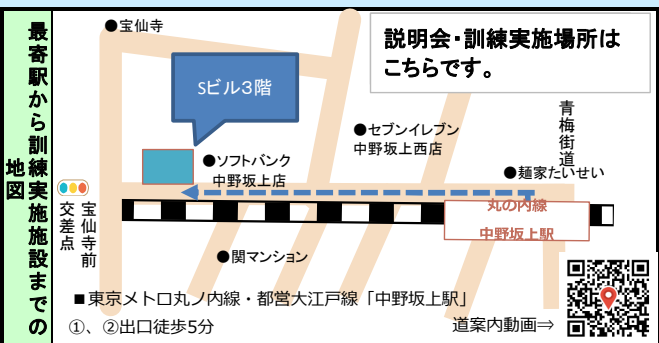 最寄駅から訓練実施施設までの
地図
●宝仙寺
説明会・訓練実施場所は
こちらです。
Sビル3階
青梅街道
●セブンイレブン
中野坂上西店
●ソフトバンク
中野坂上店
●麺家たいせい
宝仙寺前
交差点
丸の内線
中野坂上駅
●関マンション
■東京メトロ丸ノ内線・都営大江戸線「中野坂上駅」
①、②出口徒歩5分
道案内動画⇒